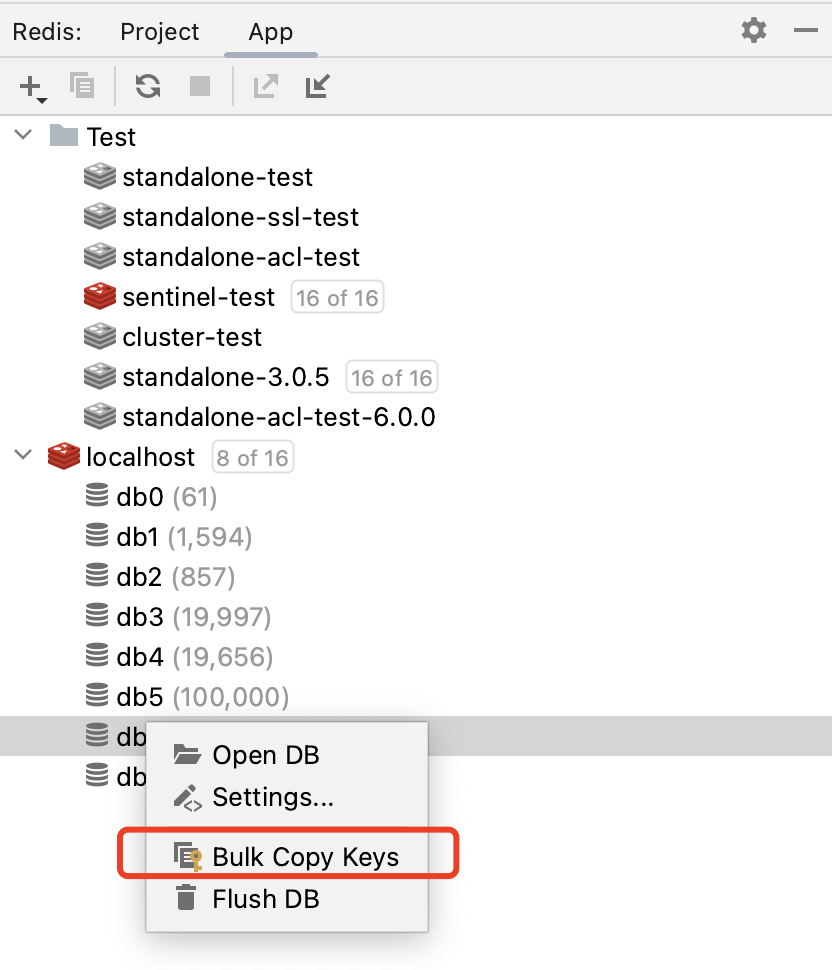 Redis: Project App
Test
standalone-test
standalone-ssl-test
standalone-acl-test
sentinel-test 16 of 16
cluster-test
standalone-3.0.5 16 of 16
standalone-acl-test-6.0.0
localhost 8 of 16
db0 (61)
db1 (1,594)
db2 (857)
db3 (19,997)
db4 (19,656)
db5 (100,000)
db
db
Open DB
Settings...
Bulk Copy Keys
Flush DB